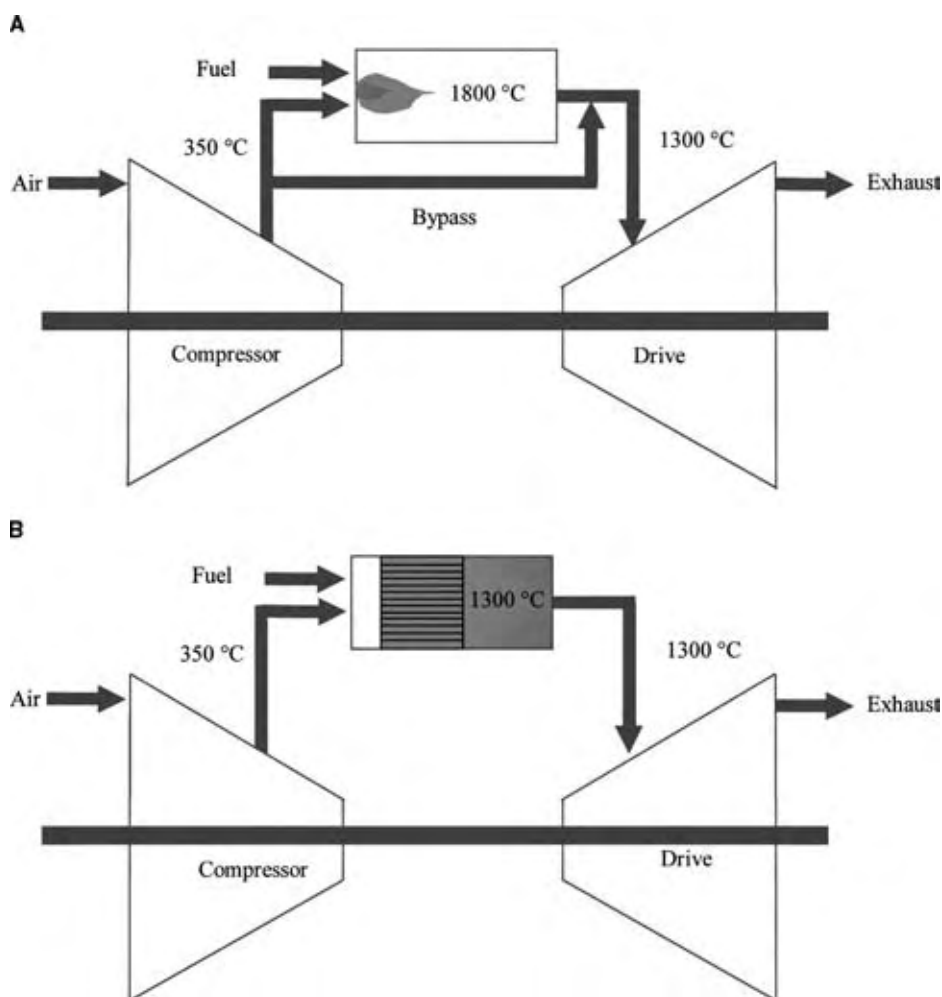 A
Fuel
1800 °C
350 °C
1300 °C
Air
Exhaust
Bypass
Compressor
Drive
B
Fuel
1300 °C
350 °C
1300 °C
Air
Exhaust
Compressor
Drive